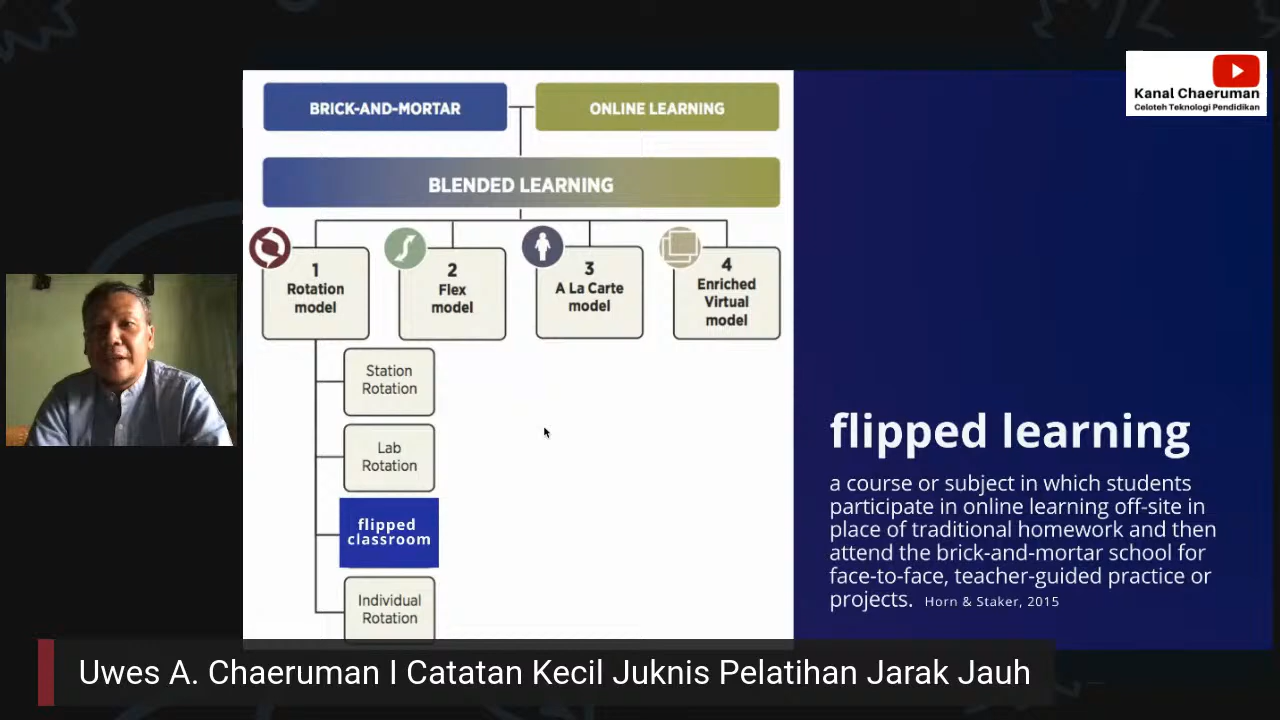 Kanal Chaeruman
Celoteh Teknologi Pendidikan
BRICK-AND-MORTAR
ONLINE LEARNING
BLENDED LEARNING
1
Rotation
model
2
Flex
model
3
A La Carte
model
4
Enriched
Virtual
model
Station
Rotation
Lab
Rotation
flipped
classroom
Individual
Rotation
flipped learning
a course or subject in which students
participate in online learning off-site in
place of traditional homework and then
attend the brick-and-mortar school for
face-to-face, teacher-guided practice or
projects. Horn & Staker, 2015
Uwes A. Chaeruman I Catatan Kecil Juknis Pelatihan Jarak Jauh